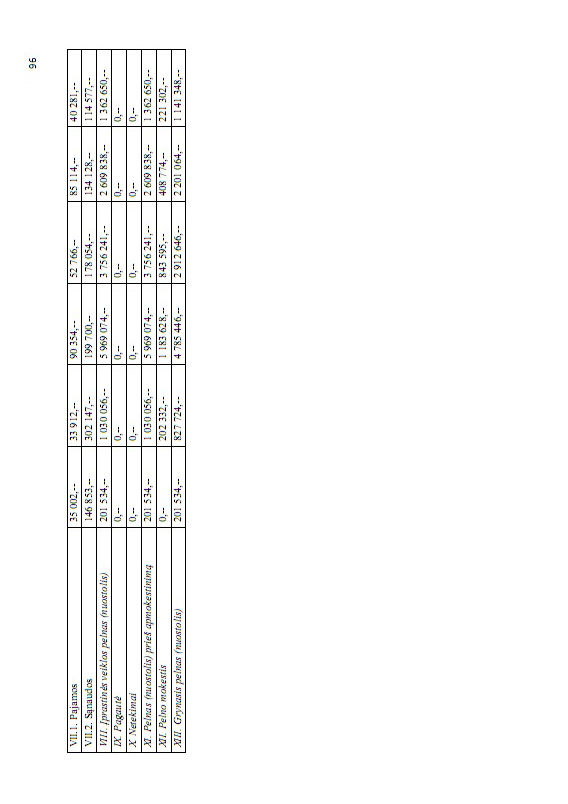 96
VII.1. Pajamos 35 002,-- 33 912,-- 90 354,-- 52 766,-- 85 114,-- 40 281,--
VII.2. Sąnaudos 146 853,-- 302 147,-- 199 700,-- 178 054,-- 134 128,-- 114 577,--
VIII. Įprastinės veiklos pelnas (nuostolis) 201 534,-- 1 030 056,-- 5 969 074,-- 3 756 241,-- 2 609 838,-- 1 362 650,--
IX. Pagautė 0,-- 0,-- 0,-- 0,-- 0,-- 0,--
X. Netekimai 0,-- 0,-- 0,-- 0,-- 0,-- 0,--
XI. Pelnas (nuostolis) prieš apmokestinimą 201 534,-- 1 030 056,-- 5 969 074,-- 3 756 241,-- 2 609 838,-- 1 362 650,--
XII. Pelno mokestis 0,-- 202 332,-- 1 183 628,-- 843 595,-- 408 774,-- 221 302,--
XIII. Grynasis pelnas (nuostolis) 201 534,-- 827 724,-- 4 785 446,-- 2 912 646,-- 2 201 064,-- 1 141 348,--